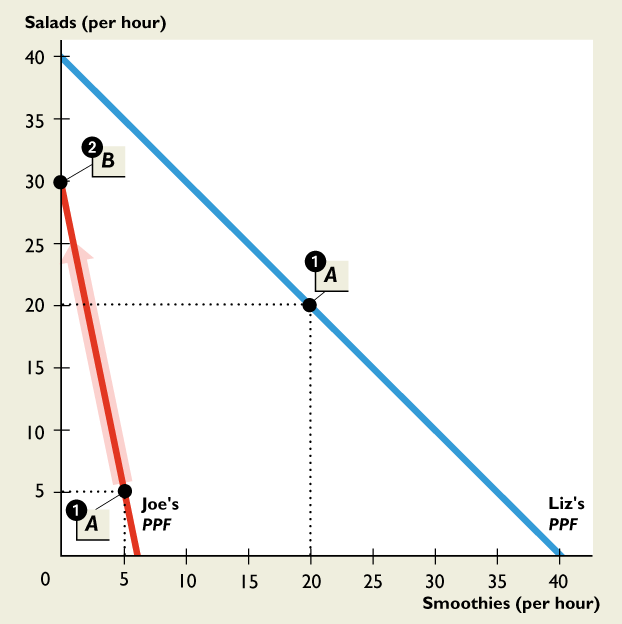 Salads (per hour)
40
35
2
B
30
25
1
A
20
15
10
5
1
A
Joe's
PPF
Liz's
PPF
0 5 10 15 20 25 30 35 40
Smoothies (per hour)